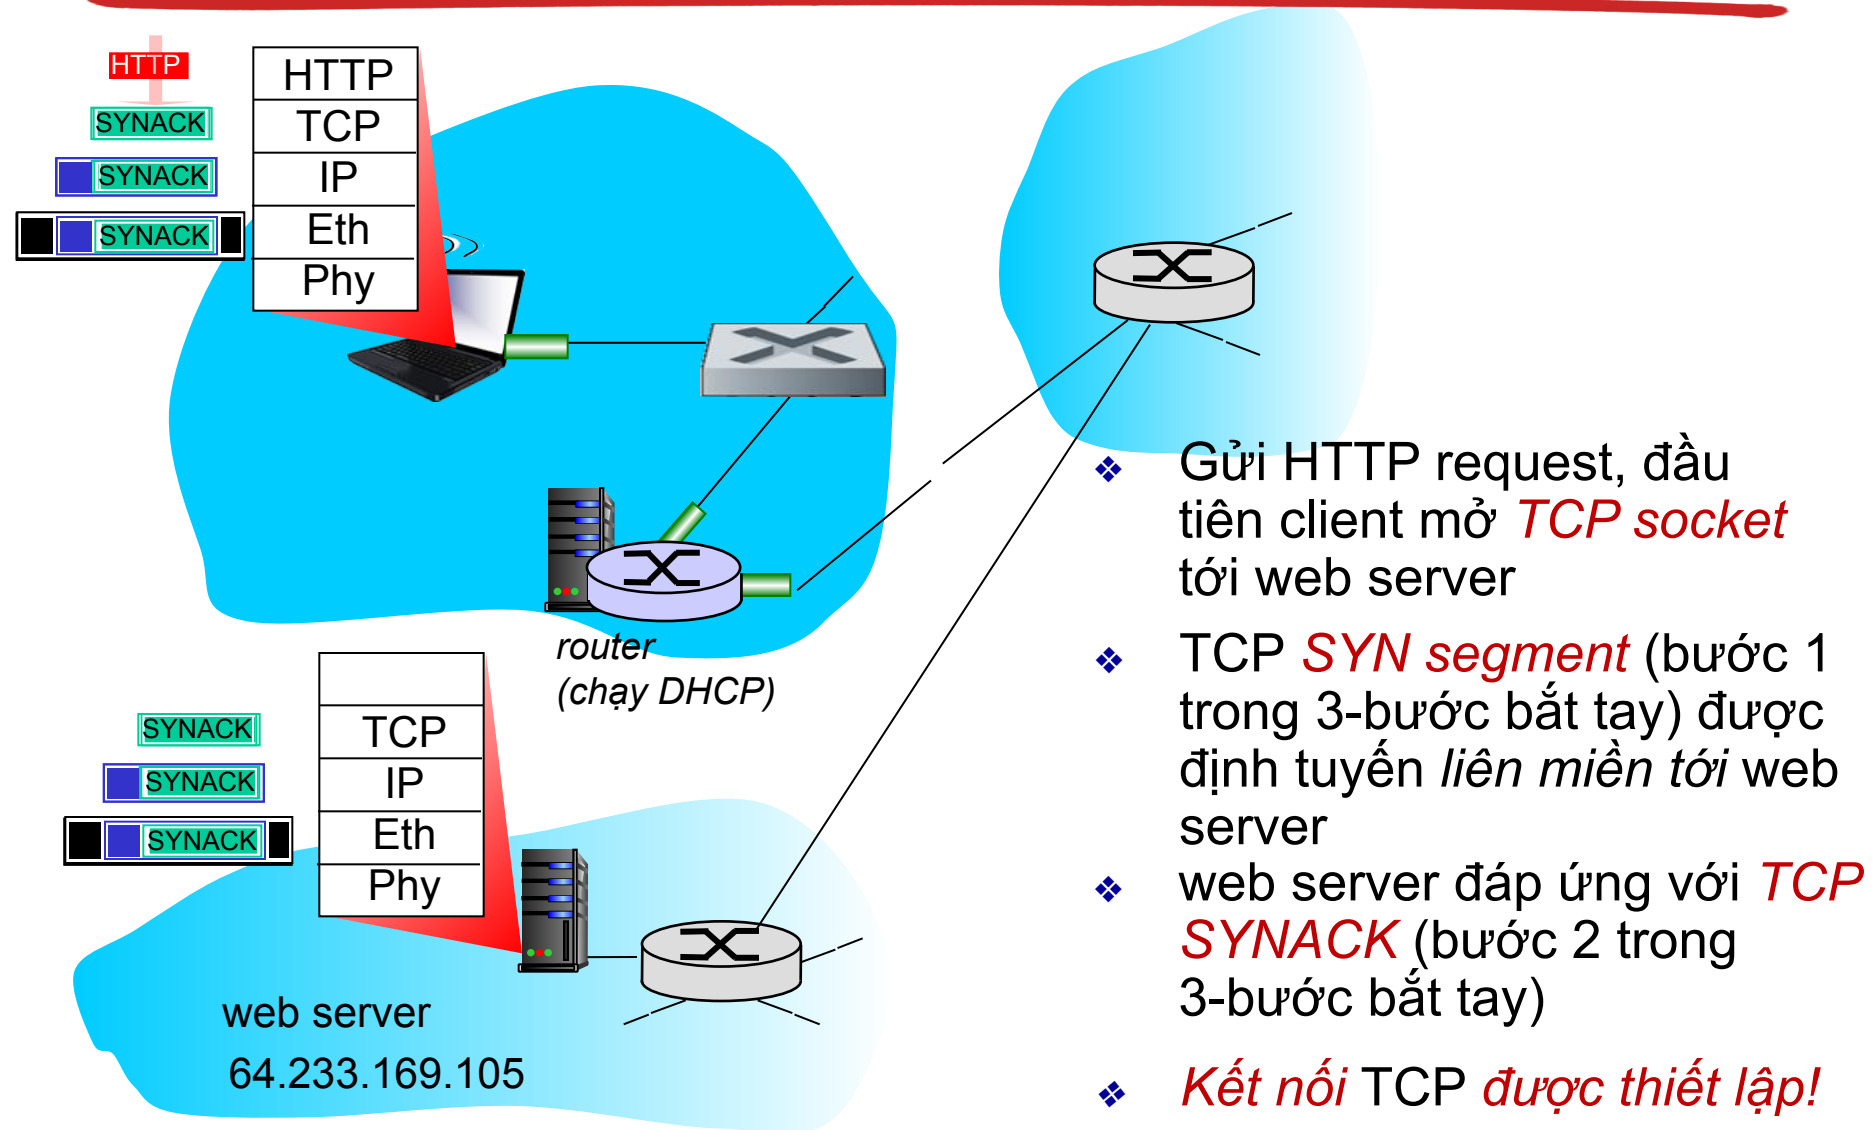 HTTP
SYNACK
SYNACK
SYNACK
HTTP
TCP
IP
Eth
Phy
router
(chạy DHCP)
SYNACK
SYNACK
SYNACK
TCP
IP
Eth
Phy
web server
64.233.169.105
Gửi HTTP request, đầu
tiên client mở TCP socket
tới web server
TCP SYN segment (bước 1
trong 3-bước bắt tay) được
định tuyến liên miền tới web
server
web server đáp ứng với TCP
SYNACK (bước 2 trong
3-bước bắt tay)
Kết nối TCP được thiết lập!